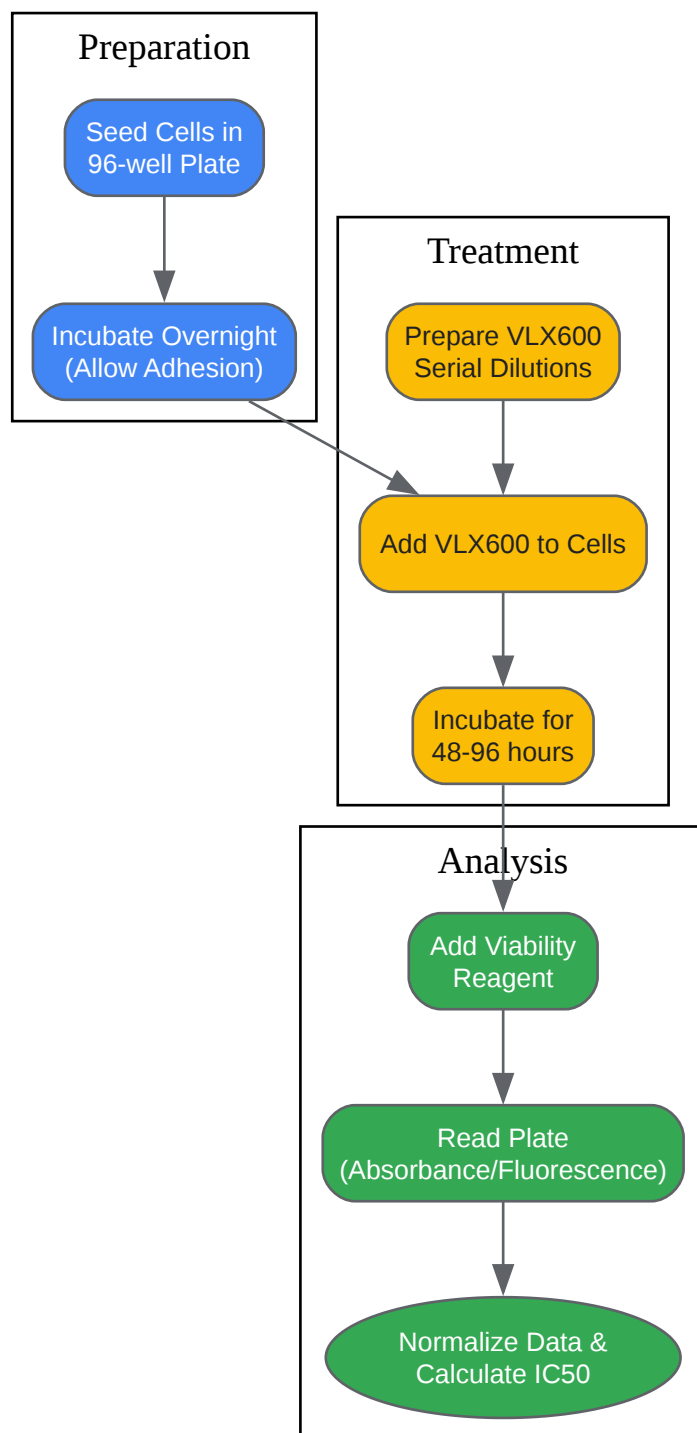 Preparation
Seed Cells in
96-well Plate
Incubate Overnight
(Allow Adhesion)
Treatment
Prepare VLX600
Serial Dilutions
Add VLX600 to Cells
Incubate for
48-96 hours
Analysis
Add Viability
Reagent
Read Plate
(Absorbance/Fluorescence)
Normalize Data &
Calculate IC50